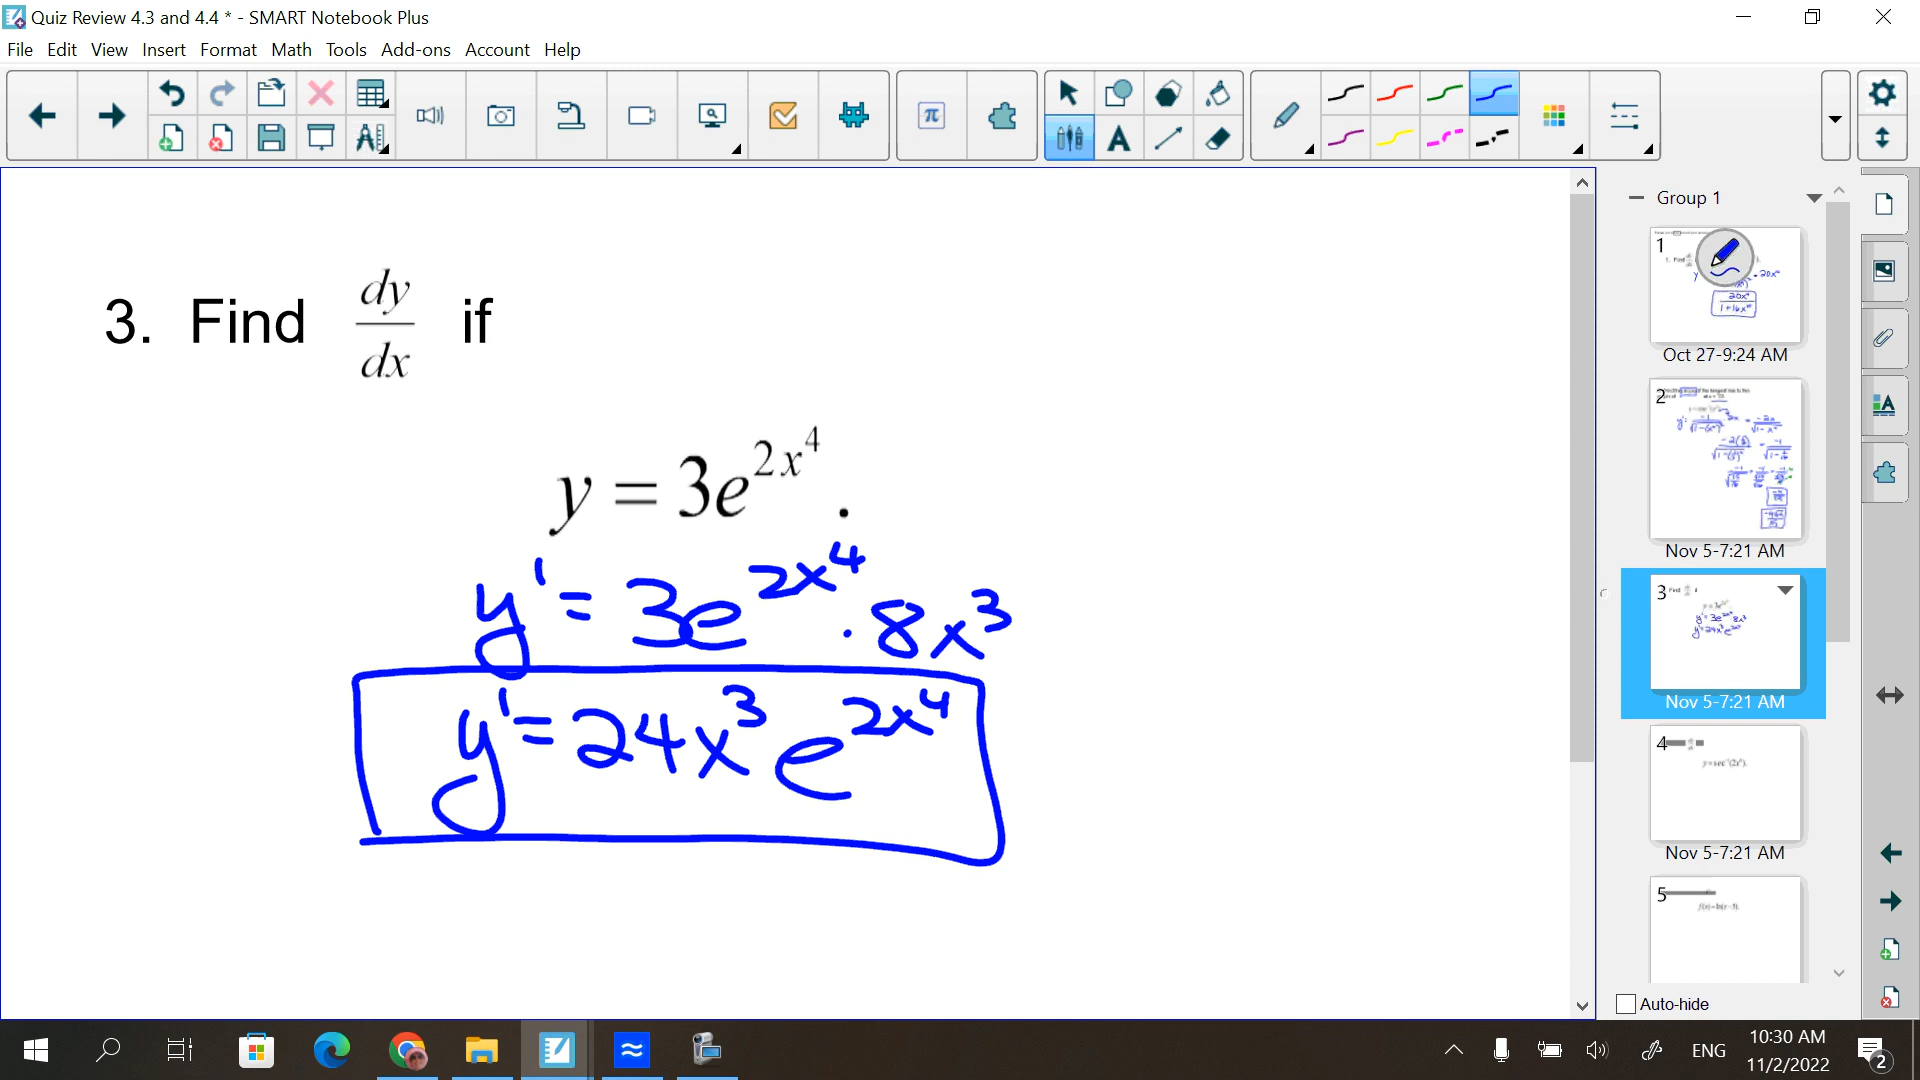 Quiz Review 4.3 and 4.4 * - SMART Notebook Plus
File Edit View Insert Format Math Tools Add-ons Account Help
Group 1
3. Find dy/dx if
y = 3e^{2x^4}.
y' = 3e^{2x^4} · 8x^3
y' = 24x^3 e^{2x^4}
1
Oct 27-9:24 AM
2
Nov 5-7:21 AM
3
Nov 5-7:21 AM
4
Nov 5-7:21 AM
5
Auto-hide
ENG
10:30 AM
11/2/2022
2